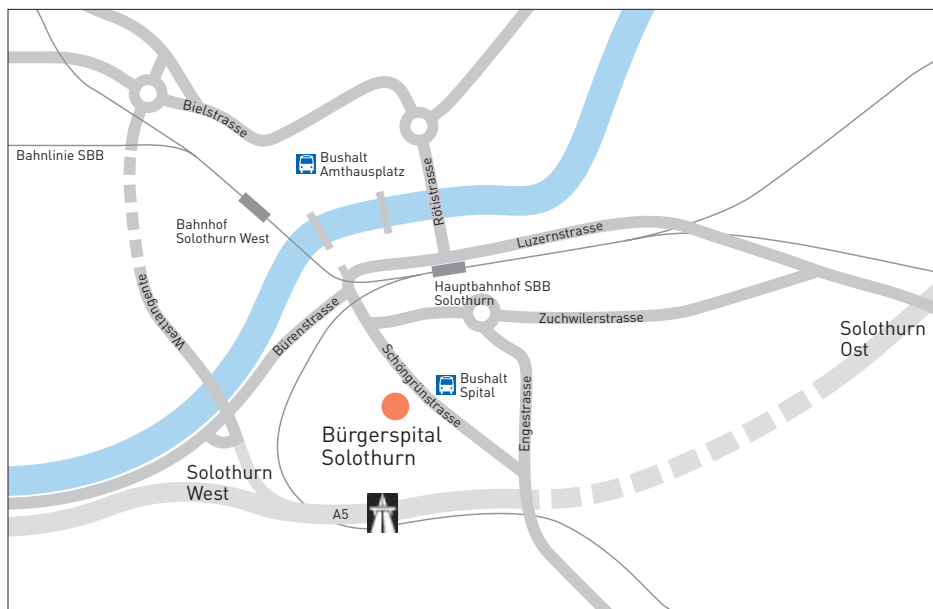 Bielstrasse
Bahnlinie SBB
Bushalt
Amthausplatz
Rötistrasse
Bahnhof
Solothurn West
Luzernstrasse
Westtangente
Bürenstrasse
Hauptbahnhof SBB
Solothurn
Zuchwilerstrasse
Solothurn
Ost
Schöngrünstrasse
Bushalt
Spital
Engestrasse
Bürgerspital
Solothurn
Solothurn
West
A5